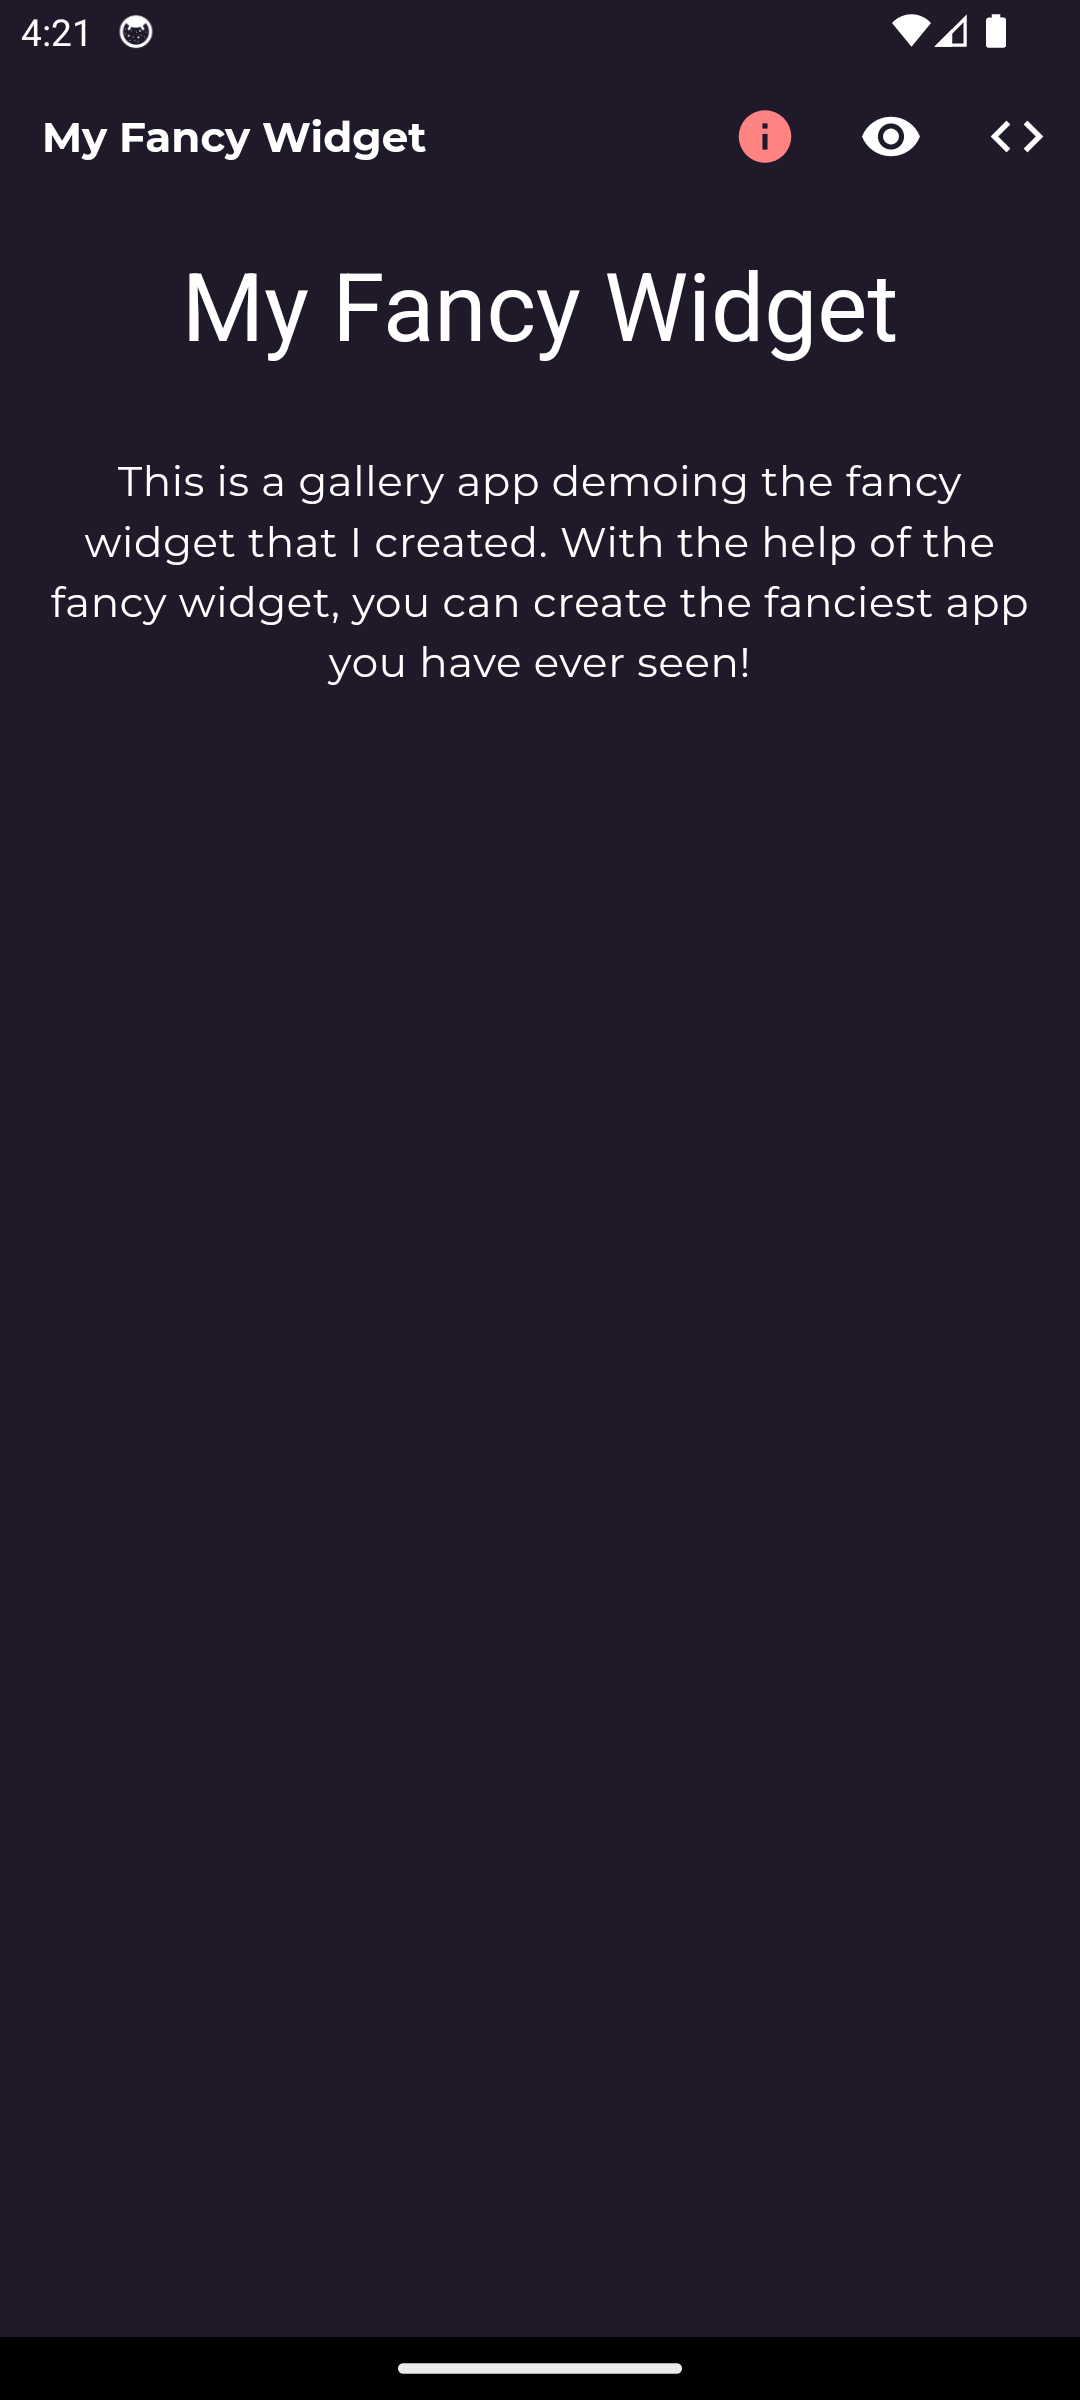 4:21
My Fancy Widget
My Fancy Widget
This is a gallery app demoing the fancy
widget that I created. With the help of the
fancy widget, you can create the fanciest app
you have ever seen!